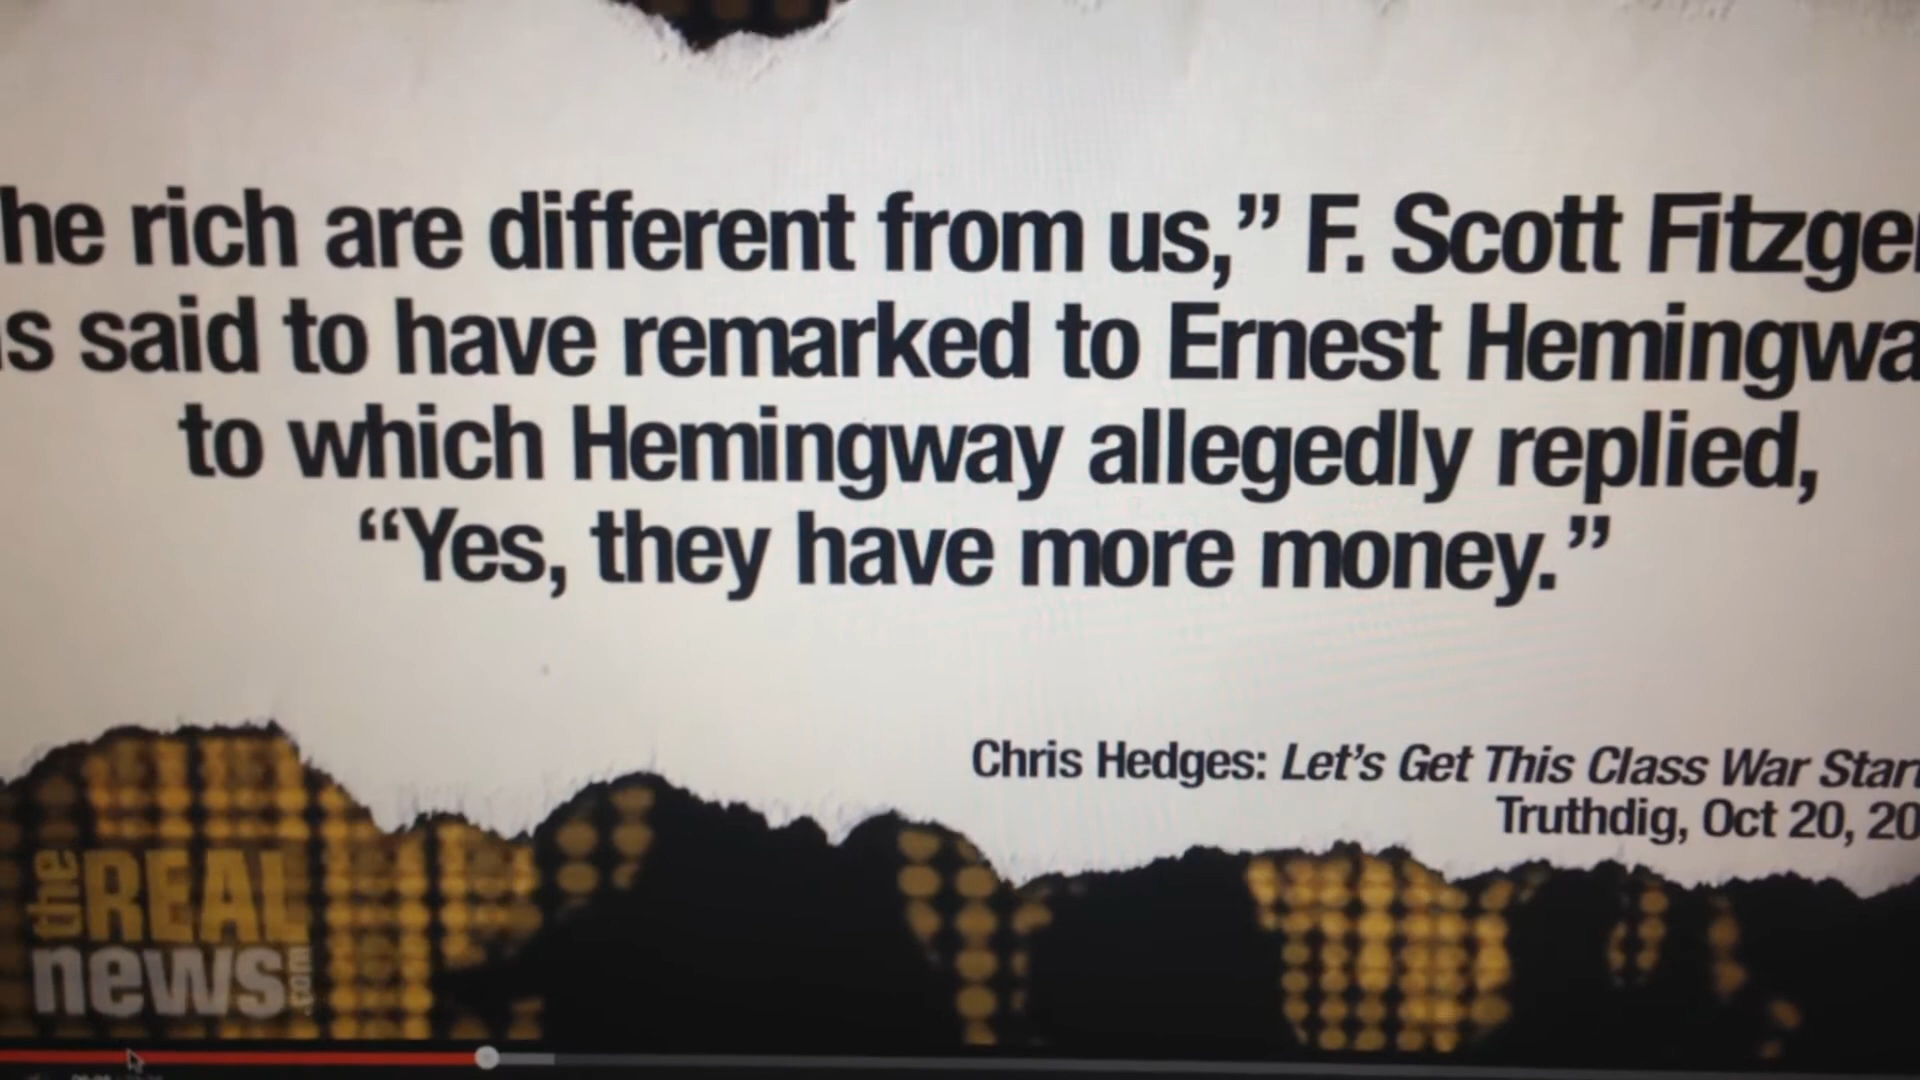 he rich are different from us,” F. Scott Fitzger
s said to have remarked to Ernest Hemingwa
to which Hemingway allegedly replied,
“Yes, they have more money.”
Chris Hedges: Let’s Get This Class War Start
Truthdig, Oct 20, 20
the REAL
news.com